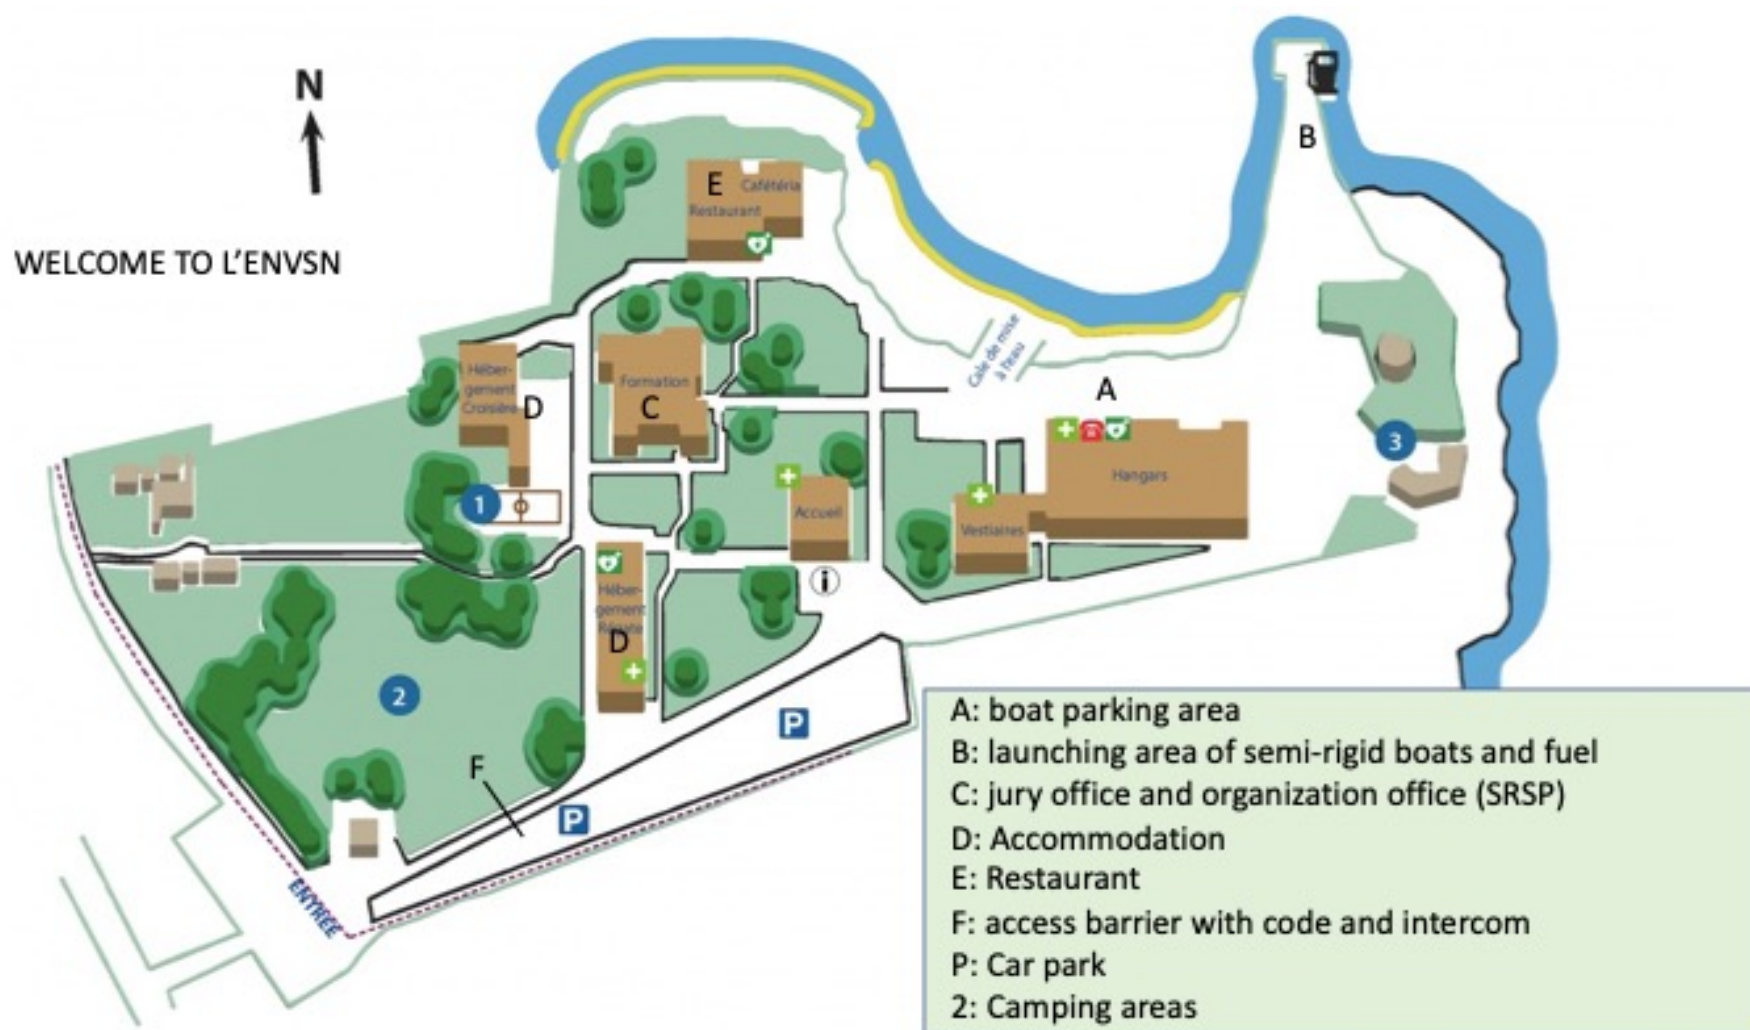 N
B
E
Cafétéria
Restaurant
WELCOME TO L'ENVSN
Cale de mise
à l'eau
Héber-
gement
Croisière
D
Formation
C
A
3
Hangars
1
Accueil
Vestiaires
i
Héber-
gement
Régate
D
2
P
F
P
ENTRÉE
A: boat parking area
B: launching area of semi-rigid boats and fuel
C: jury office and organization office (SRSP)
D: Accommodation
E: Restaurant
F: access barrier with code and intercom
P: Car park
2: Camping areas